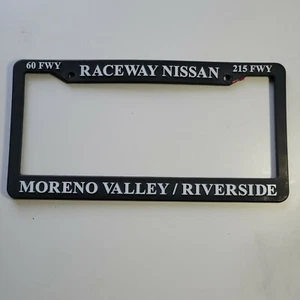 60 FWY RACEWAY NISSAN 215 FWY
MORENO VALLEY / RIVERSIDE